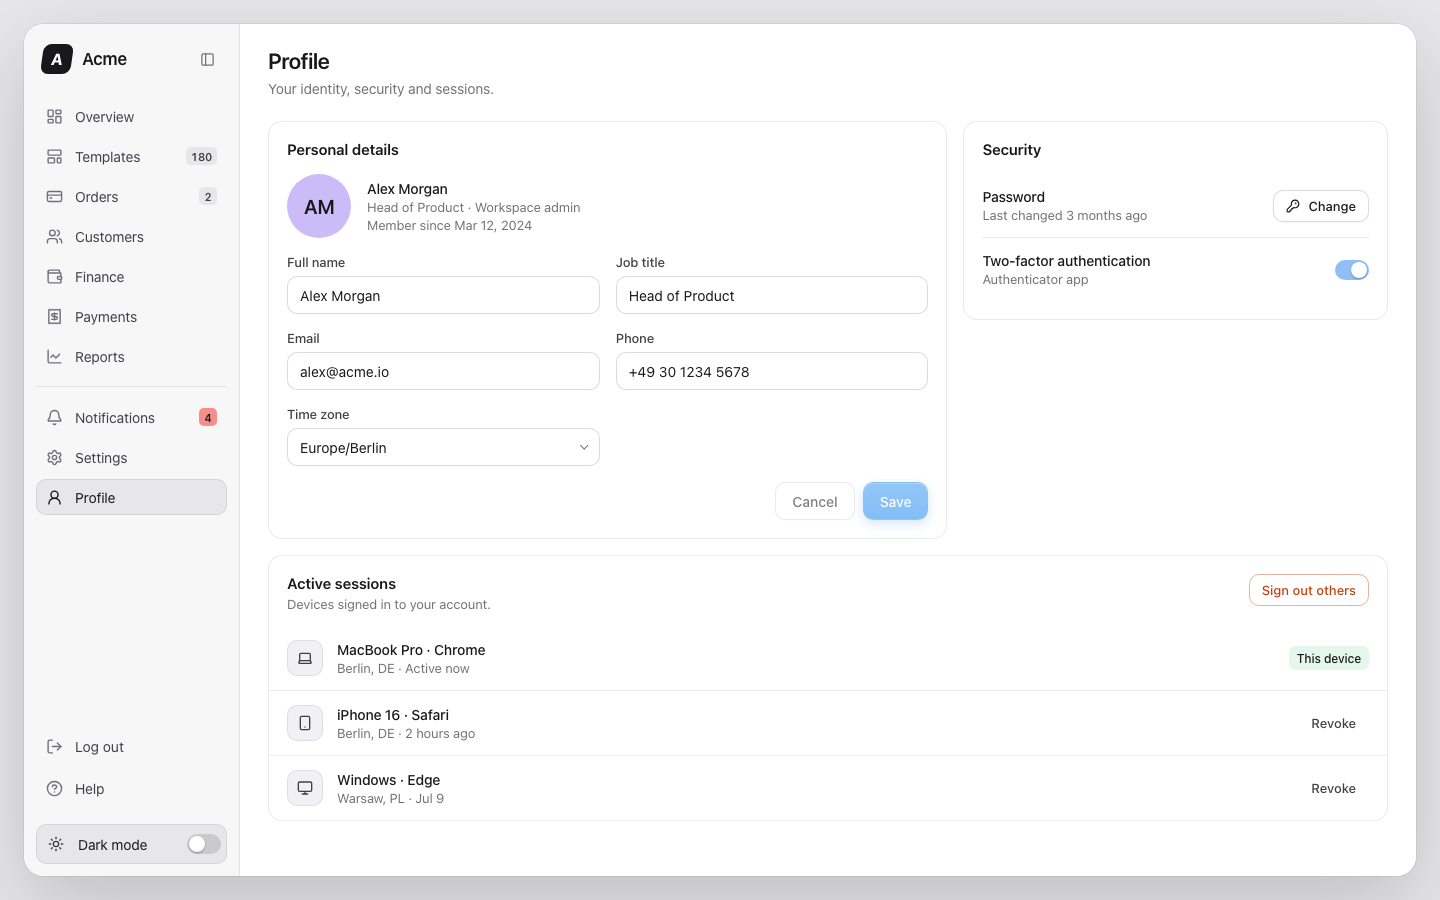 A Acme
Overview
Templates 180
Orders 2
Customers
Finance
Payments
Reports
Notifications 4
Settings
Profile
Log out
Help
Dark mode
Profile
Your identity, security and sessions.
Personal details
AM
Alex Morgan
Head of Product · Workspace admin
Member since Mar 12, 2024
Full name
Alex Morgan
Job title
Head of Product
Email
alex@acme.io
Phone
+49 30 1234 5678
Time zone
Europe/Berlin
Cancel
Save
Security
Password
Last changed 3 months ago
Change
Two-factor authentication
Authenticator app
Active sessions
Devices signed in to your account.
Sign out others
MacBook Pro · Chrome
Berlin, DE · Active now
This device
iPhone 16 · Safari
Berlin, DE · 2 hours ago
Revoke
Windows · Edge
Warsaw, PL · Jul 9
Revoke